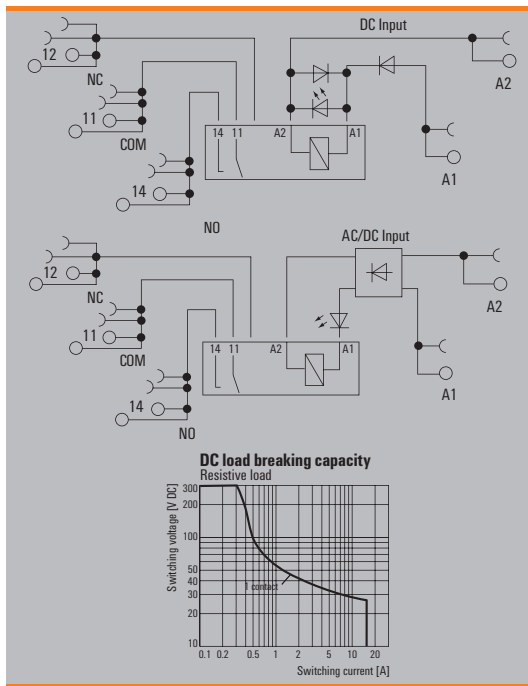 DC Input
12
NC
A2
11
COM
14 11 A2 A1
A1
14
NO
AC/DC Input
12
NC
A2
11
COM
14 11 A2 A1
A1
14
NO
DC load breaking capacity
Resistive load
Switching voltage [V DC]
300
200
100
50
40
30
20
10
1 contact
0.1 0.2 0.5 1 2 5 10 20
Switching current [A]